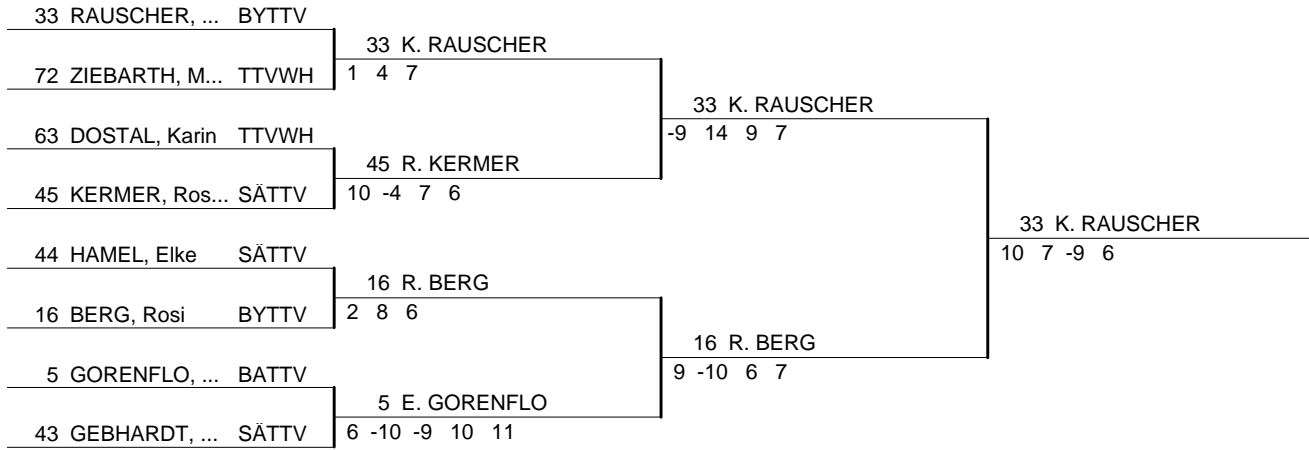 33 RAUSCHER, ... BYTTV
33 K. RAUSCHER
72 ZIEBARTH, M... TTVWH
1 4 7
33 K. RAUSCHER
63 DOSTAL, Karin TTVWH
-9 14 9 7
45 R. KERMER
45 KERMER, Ros... SÄTTV
10 -4 7 6
33 K. RAUSCHER
44 HAMEL, Elke SÄTTV
10 7 -9 6
16 R. BERG
16 BERG, Rosi BYTTV
2 8 6
16 R. BERG
5 GORENFLO, ... BATTV
9 -10 6 7
5 E. GORENFLO
43 GEBHARDT, ... SÄTTV
6 -10 -9 10 11